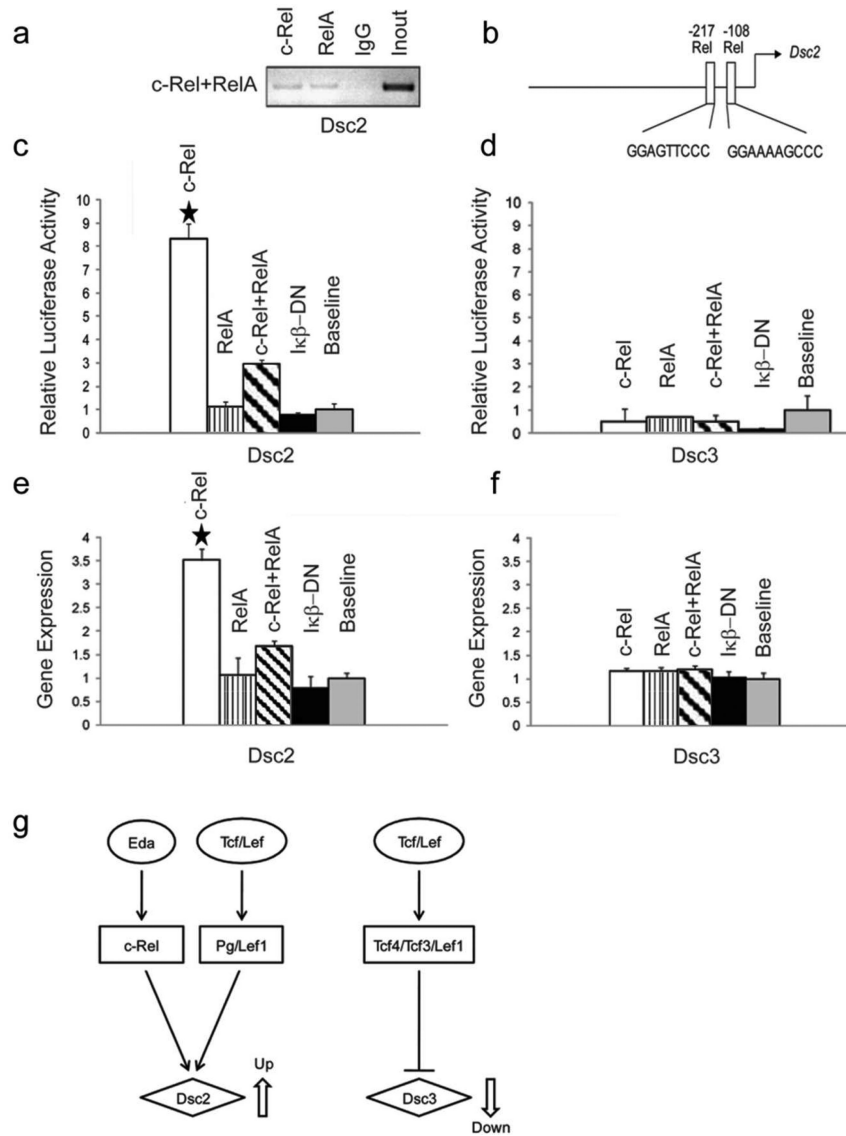 a
c-Rel
RelA
IgG
Inout
c-Rel+RelA
Dsc2
b
-217 -108
Rel Rel
Dsc2
GGAGTTCCC GGAAAAGCCC
c
Relative Luciferase Activity
10
9
8
7
6
5
4
3
2
1
0
c-Rel
RelA
c-Rel+RelA
Iκβ–DN
Baseline
Dsc2
d
Relative Luciferase Activity
10
9
8
7
6
5
4
3
2
1
0
c-Rel
RelA
c-Rel+RelA
Iκβ–DN
Baseline
Dsc3
e
Gene Expression
4
3.5
3
2.5
2
1.5
1
0.5
0
c-Rel
RelA
c-Rel+RelA
Iκβ–DN
Baseline
Dsc2
f
Gene Expression
4
3.5
3
2.5
2
1.5
1
0.5
0
c-Rel
RelA
c-Rel+RelA
Iκβ–DN
Baseline
Dsc3
g
Eda Tcf/Lef Tcf/Lef
c-Rel Pg/Lef1 Tcf4/Tcf3/Lef1
Up
Dsc2 Dsc3
Down